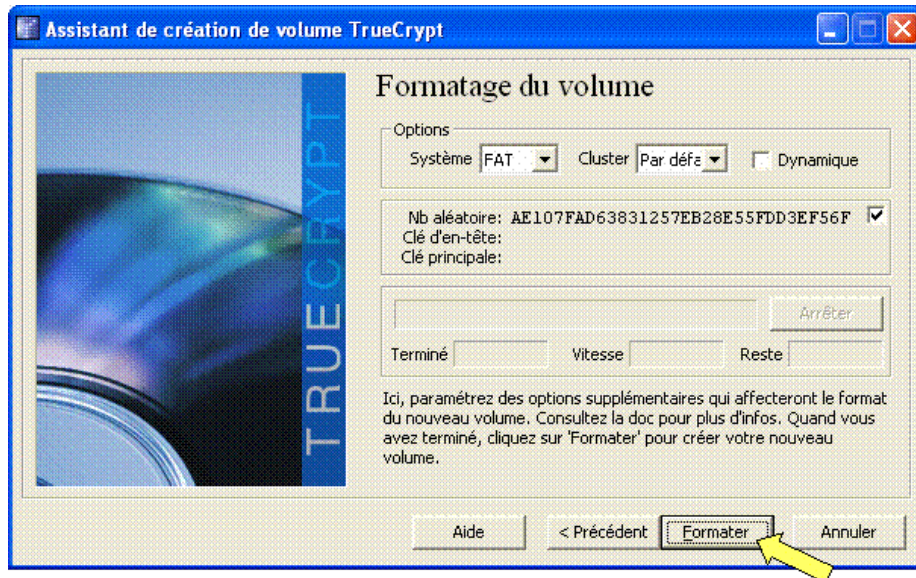 Assistant de création de volume TrueCrypt
TRUECRYPT
Formatage du volume
Options
Système FAT Cluster Par défa Dynamique
Nb aléatoire: AE107FAD63831257EB28E55FDD3EF56F
Clé d'en-tête:
Clé principale:
Arrêter
Terminé Vitesse Reste
Ici, paramétrez des options supplémentaires qui affecteront le format
du nouveau volume. Consultez la doc pour plus d'infos. Quand vous
avez terminé, cliquez sur 'Formater' pour créer votre nouveau
volume.
Aide < Précédent Formater Annuler